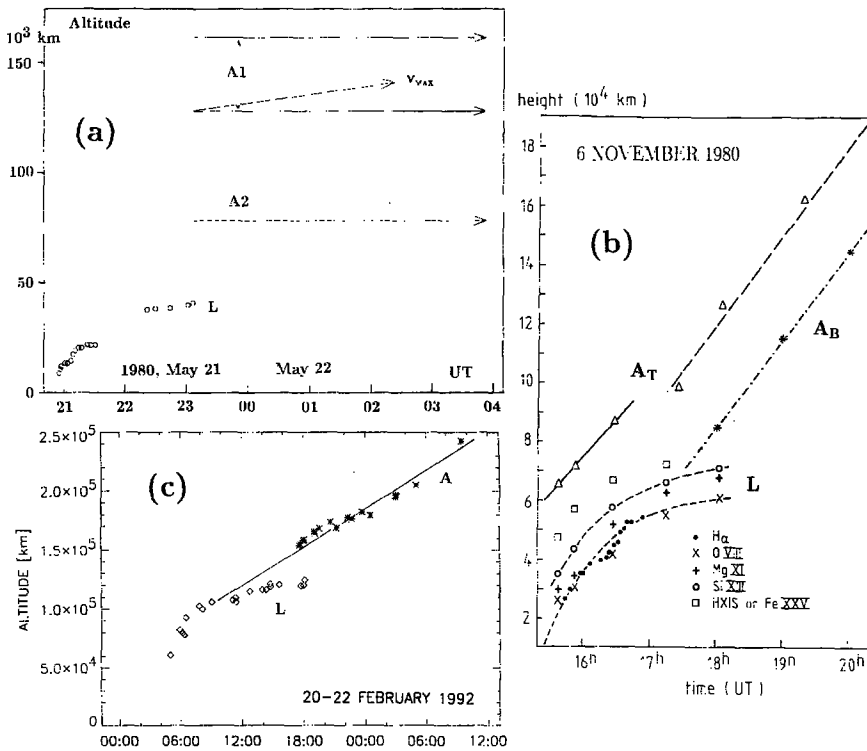 Altitude
10³ km
150
100
50
0
A1
v_MAX
(a)
A2
L
1980, May 21
May 22
UT
21
22
23
00
01
02
03
04
height (10⁴ km)
18
16
14
12
10
8
6
4
2
6 NOVEMBER 1980
(b)
A_T
A_B
L
Hα
O VIII
Mg XI
Si XIII
HXIS or Fe XXV
16h
17h
18h
19h
20h
time (UT)
ALTITUDE [km]
2.5×10⁵
2.0×10⁵
1.5×10⁵
1.0×10⁵
5.0×10⁴
0
(c)
A
L
20-22 FEBRUARY 1992
00:00
06:00
12:00
18:00
00:00
06:00
12:00